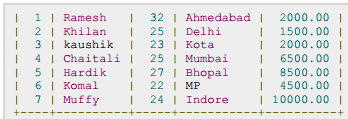 |  1 | Ramesh   |  32 | Ahmedabad |  2000.00 |
|  2 | Khilan   |  25 | Delhi     |  1500.00 |
|  3 | kaushik  |  23 | Kota      |  2000.00 |
|  4 | Chaitali |  25 | Mumbai    |  6500.00 |
|  5 | Hardik   |  27 | Bhopal    |  8500.00 |
|  6 | Komal    |  22 | MP        |  4500.00 |
|  7 | Muffy    |  24 | Indore    | 10000.00 |
+----+----------+-----+-----------+----------+